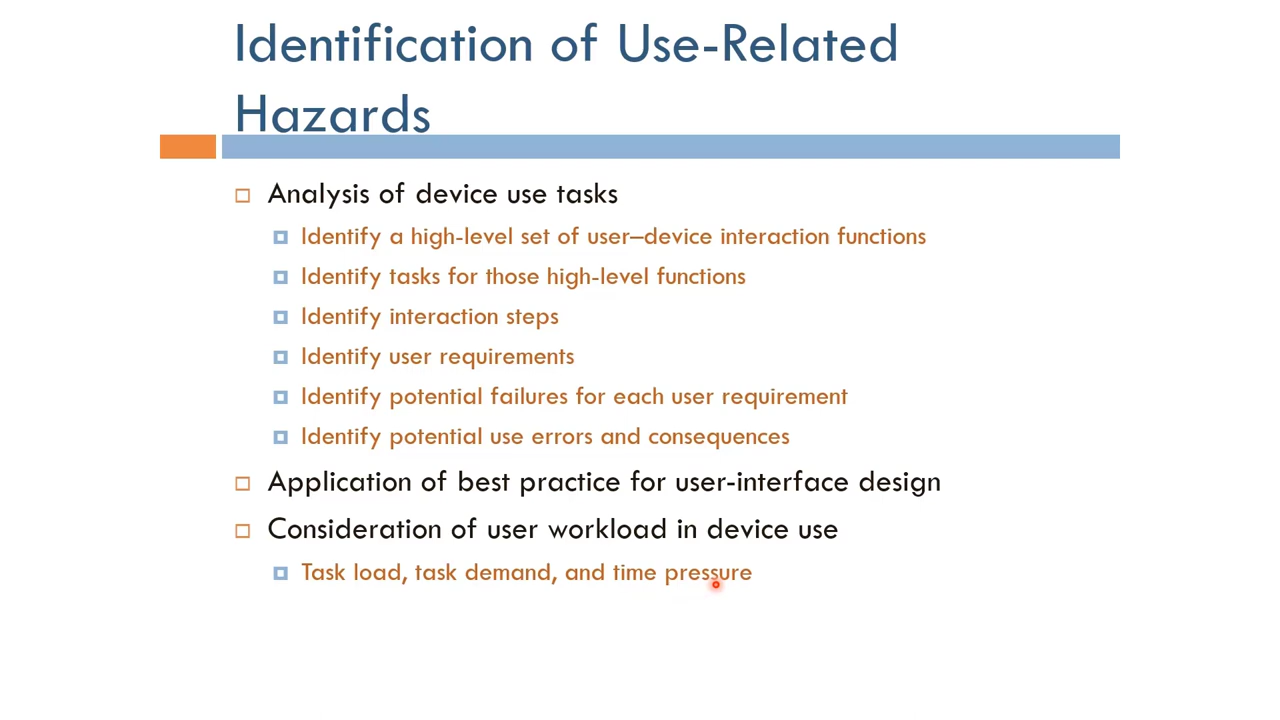 Identification of Use-Related
Hazards
Analysis of device use tasks
Identify a high-level set of user–device interaction functions
Identify tasks for those high-level functions
Identify interaction steps
Identify user requirements
Identify potential failures for each user requirement
Identify potential use errors and consequences
Application of best practice for user-interface design
Consideration of user workload in device use
Task load, task demand, and time pressure